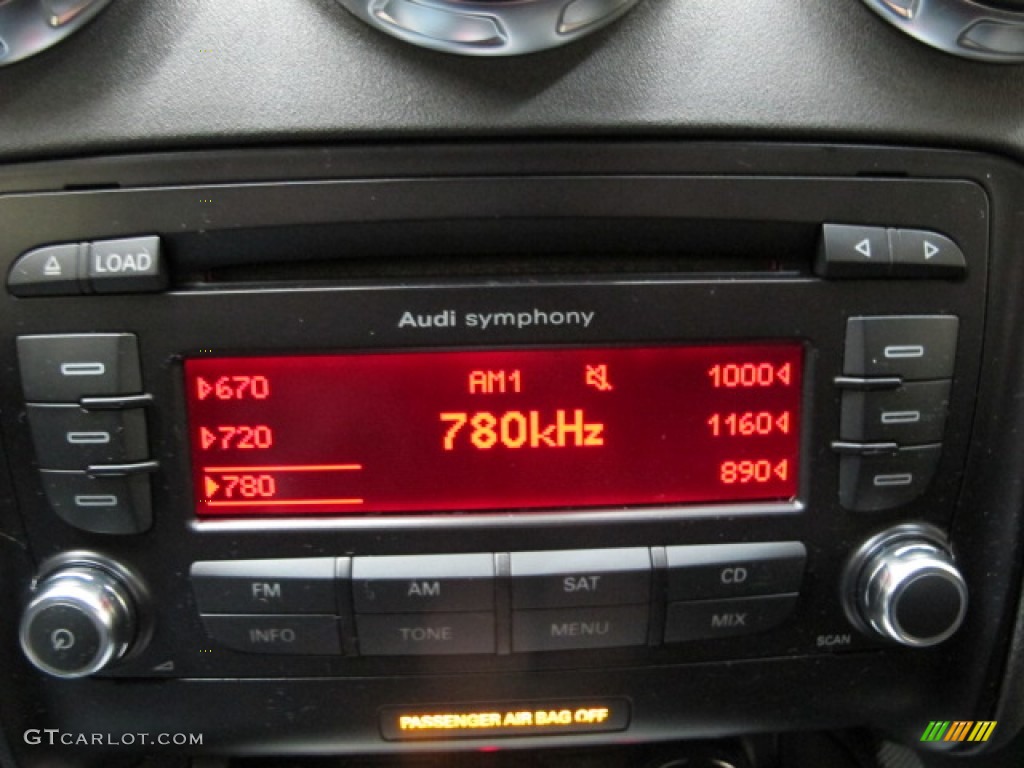 LOAD
Audi symphony
670 AM1 1000
720 780kHz 1160
780 890
FM AM SAT CD
INFO TONE MENU MIX
SCAN
PASSENGER AIR BAG OFF
GTCARLOT.COM